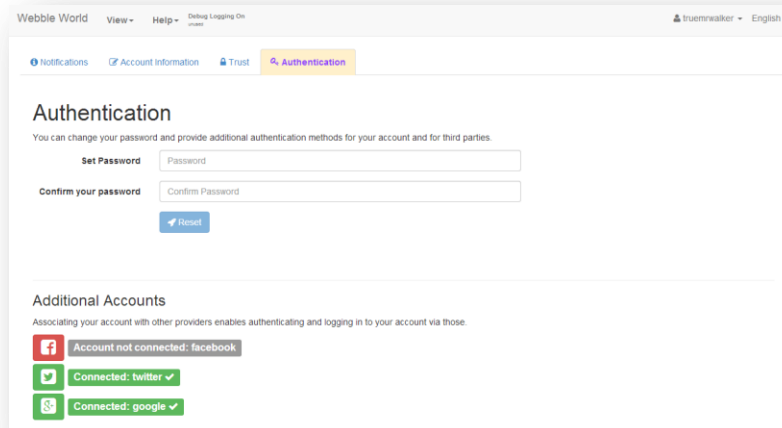 Webble World View Help Debug Logging On truemrwalker English
Notifications Account Information Trust Authentication
Authentication
You can change your password and provide additional authentication methods for your account and for third parties.
Set Password Password
Confirm your password Confirm Password
Reset
Additional Accounts
Associating your account with other providers enables authenticating and logging in to your account via those.
Account not connected: facebook
Connected: twitter
Connected: google